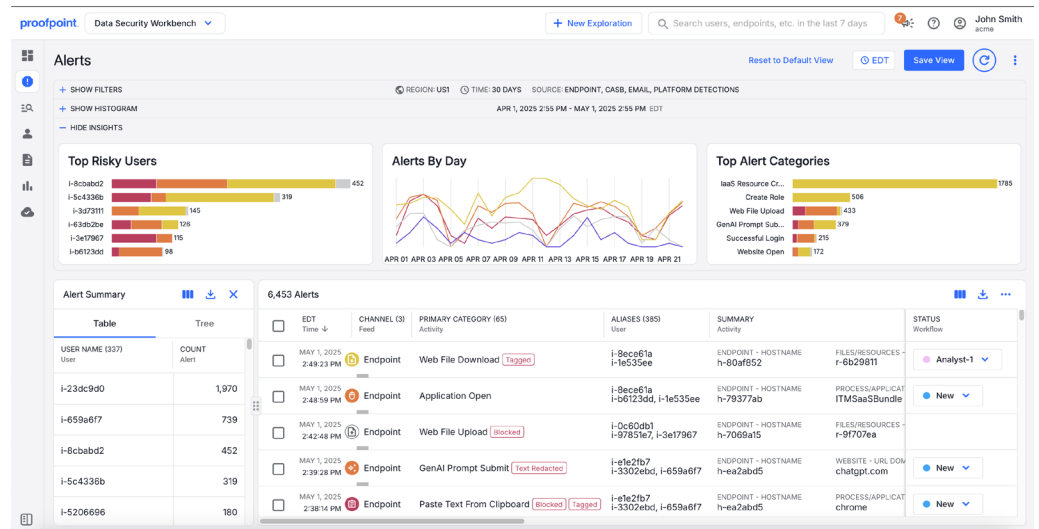 proofpoint.
Data Security Workbench
+ New Exploration
Search users, endpoints, etc. in the last 7 days
7
John Smith
acme
Alerts
Reset to Default View
EDT
Save View
+ SHOW FILTERS
REGION: US1
TIME: 30 DAYS
SOURCE: ENDPOINT, CASB, EMAIL, PLATFORM DETECTIONS
+ SHOW HISTOGRAM
APR 1, 2025 2:55 PM - MAY 1, 2025 2:55 PM EDT
— HIDE INSIGHTS
Top Risky Users
i-8cbabd2 452
i-5c4336b 319
i-3d73111 145
i-63db2be 126
i-3e17967 115
i-b6123dd 98
Alerts By Day
APR 01 APR 03 APR 05 APR 07 APR 09 APR 11 APR 13 APR 15 APR 17 APR 19 APR 21
Top Alert Categories
IaaS Resource Cr... 1785
Create Role 506
Web File Upload 433
GenAI Prompt Sub... 379
Successful Login 215
Website Open 172
Alert Summary
Table Tree
USER NAME (337) COUNT
User Alert
i-23dc9d0 1,970
i-659a6f7 739
i-8cbabd2 452
i-5c4336b 319
i-5206696 180
6,453 Alerts
EDT CHANNEL (3) PRIMARY CATEGORY (65) ALIASES (385) SUMMARY STATUS
Time ↓ Feed Activity User Activity Workflow
MAY 1, 2025 i-8ece61a ENDPOINT - HOSTNAME FILES/RESOURCES -
2:49:23 PM Endpoint Web File Download Tagged i-1e535ee h-80af852 r-6b29811 Analyst-1
MAY 1, 2025 i-8ece61a ENDPOINT - HOSTNAME PROCESS/APPLICAT
2:48:59 PM Endpoint Application Open i-b6123dd, i-1e535ee h-79377ab ITMSaaSBundle New
MAY 1, 2025 i-0c60db1 ENDPOINT - HOSTNAME FILES/RESOURCES -
2:42:48 PM Endpoint Web File Upload Blocked i-97851e7, i-3e17967 h-7069a15 r-9f707ea
MAY 1, 2025 i-e1e2fb7 ENDPOINT - HOSTNAME WEBSITE - URL DOM
2:39:28 PM Endpoint GenAI Prompt Submit Text Redacted i-3302ebd, i-659a6f7 h-ea2abd5 chatgpt.com New
MAY 1, 2025 i-e1e2fb7 ENDPOINT - HOSTNAME PROCESS/APPLICAT
2:38:14 PM Endpoint Paste Text From Clipboard Blocked Tagged i-3302ebd, i-659a6f7 h-ea2abd5 chrome New